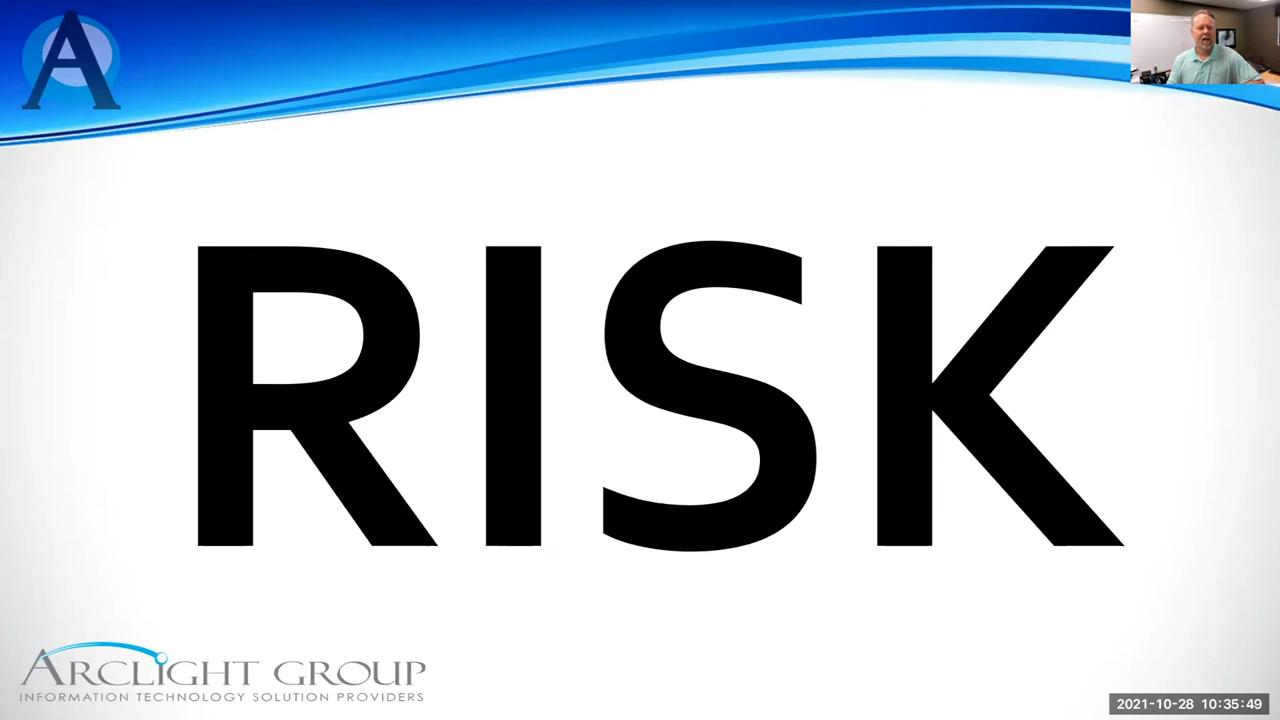 A
RISK
ARCLIGHT GROUP
INFORMATION TECHNOLOGY SOLUTION PROVIDERS
2021-10-28 10:35:49